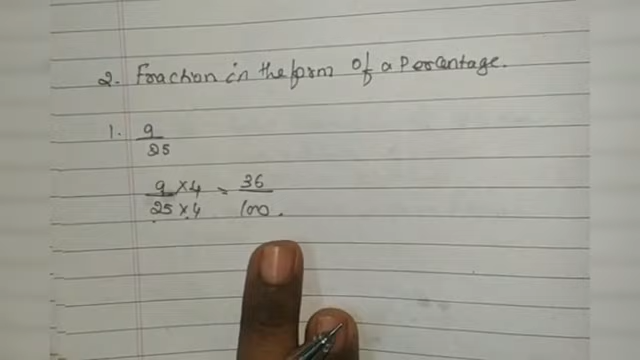 2. Fraction in the form of a Percentage.
1. 9/25
9×4/25×4 = 36/100.